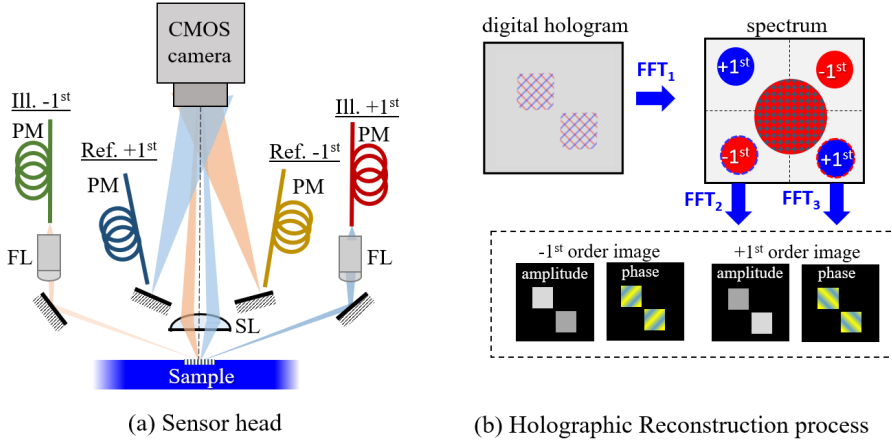 CMOS
camera
Ill. -1st
PM
Ref. +1st
PM
Ref. -1st
PM
Ill. +1st
PM
FL
FL
SL
Sample
(a) Sensor head
digital hologram
FFT1
spectrum
+1st
-1st
-1st
+1st
FFT2
FFT3
-1st order image
amplitude
phase
+1st order image
amplitude
phase
(b) Holographic Reconstruction process